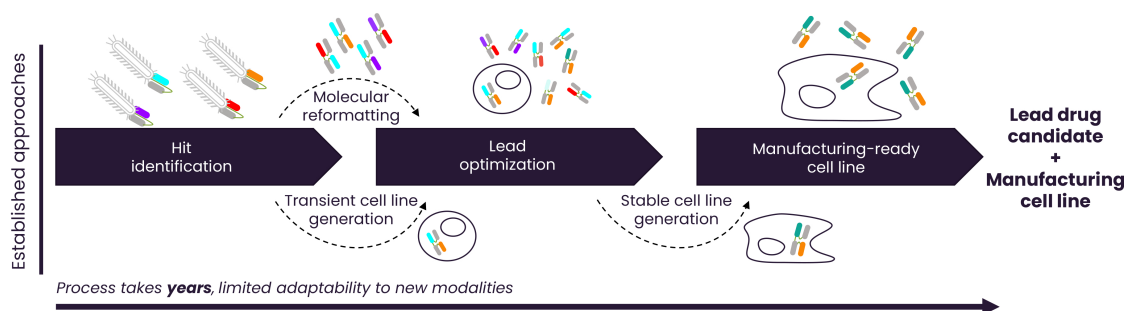 Established approaches
Molecular
reformatting
Hit
identification
Lead
optimization
Manufacturing-ready
cell line
Lead drug
candidate
+
Manufacturing
cell line
Transient cell line
generation
Stable cell line
generation
Process takes years, limited adaptability to new modalities